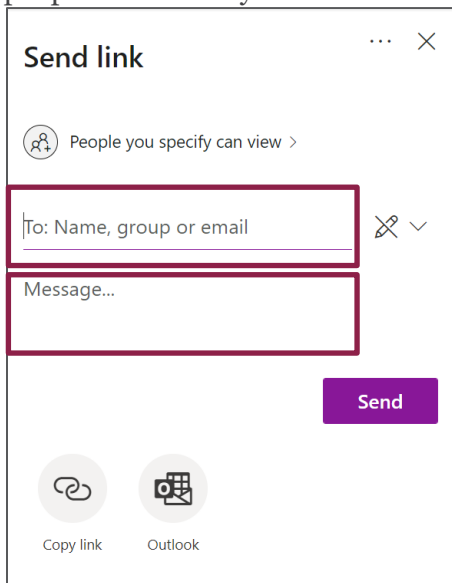 Send link
People you specify can view >
To: Name, group or email
Message...
Send
Copy link
Outlook